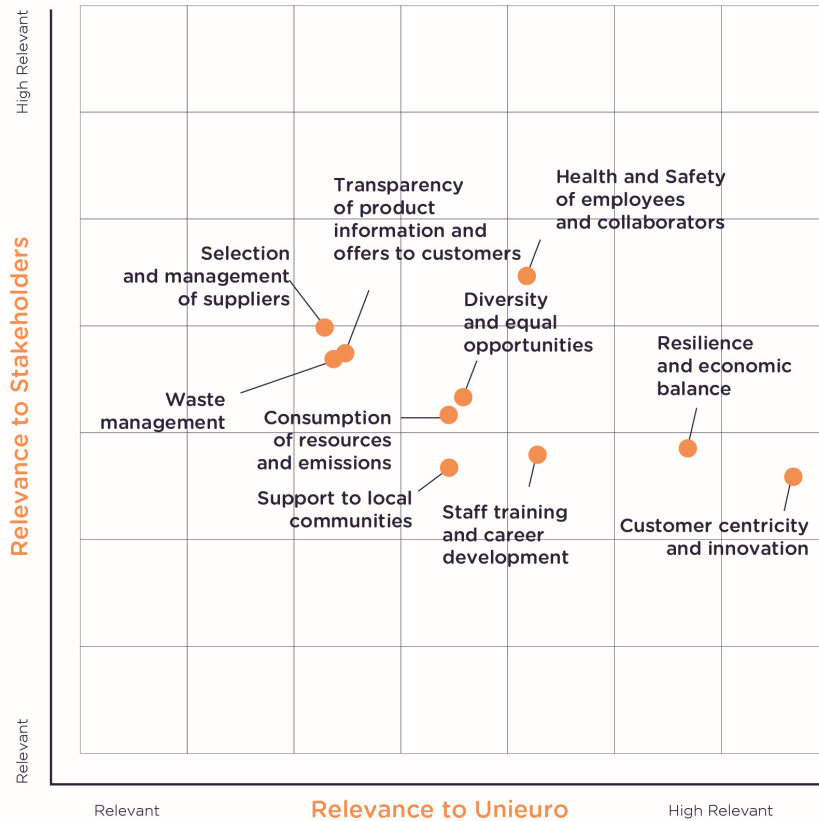 High Relevant
Relevance to Stakeholders
Relevant
Transparency
of product
information and
offers to customers
Health and Safety
of employees
and collaborators
Selection
and management
of suppliers
Diversity
and equal
opportunities
Resilience
and economic
balance
Waste
management
Consumption
of resources
and emissions
Support to local
communities
Staff training
and career
development
Customer centricity
and innovation
Relevant
Relevance to Unieuro
High Relevant